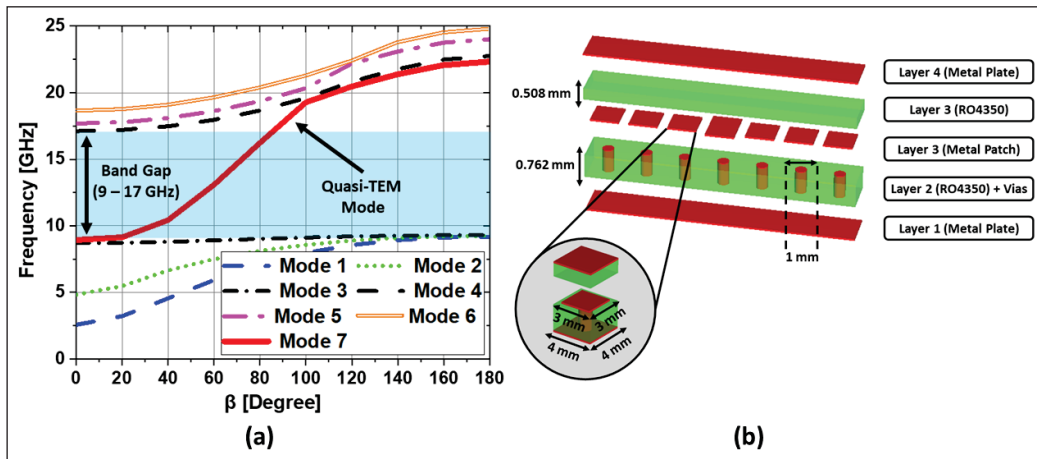 25
20
15
10
5
0
Frequency [GHz]
Band Gap
(9 – 17 GHz)
Quasi-TEM
Mode
Mode 1
Mode 2
Mode 3
Mode 4
Mode 5
Mode 6
Mode 7
0 20 40 60 80 100 120 140 160 180
β [Degree]
(a)
0.508 mm
0.762 mm
1 mm
3 mm
3 mm
4 mm
4 mm
Layer 4 (Metal Plate)
Layer 3 (RO4350)
Layer 3 (Metal Patch)
Layer 2 (RO4350) + Vias
Layer 1 (Metal Plate)
(b)